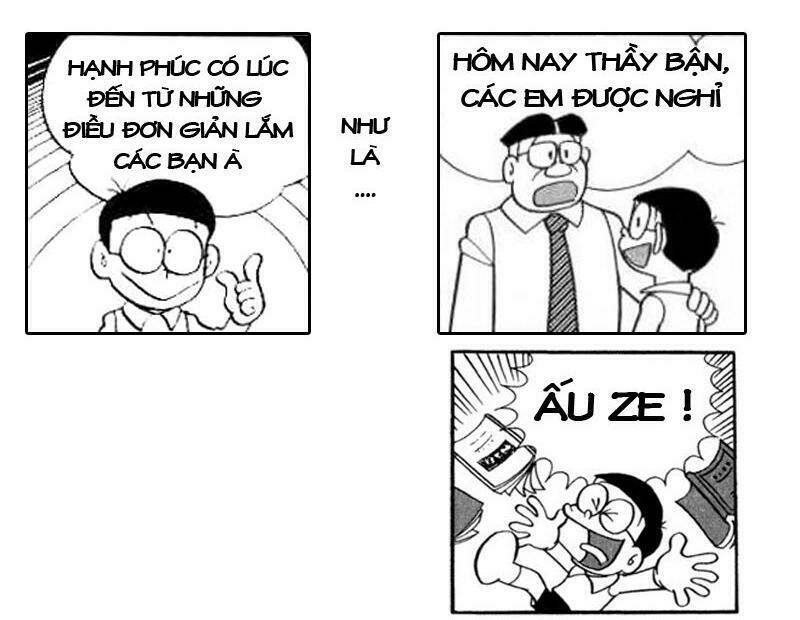 HẠNH PHÚC CÓ LÚC
ĐẾN TỪ NHỮNG
ĐIỀU ĐƠN GIẢN LẮM
CÁC BẠN À
NHƯ
LÀ
....
HÔM NAY THẦY BẬN,
CÁC EM ĐƯỢC NGHỈ
ẤU ZE !